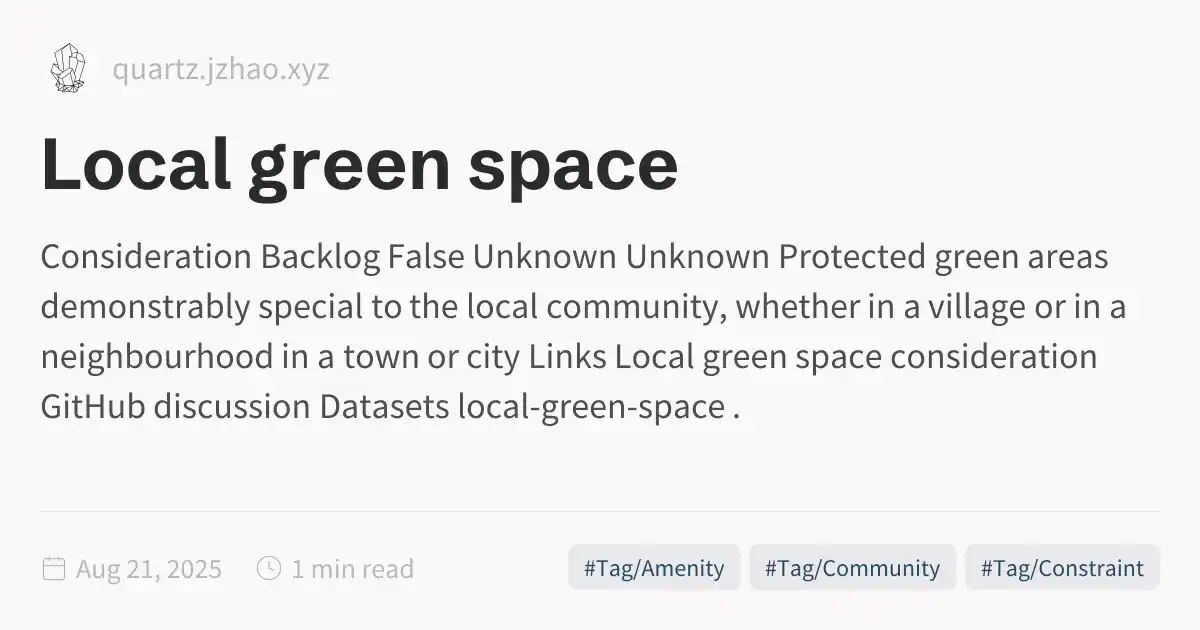 quartz.jzhao.xyz
Local green space
Consideration Backlog False Unknown Unknown Protected green areas
demonstrably special to the local community, whether in a village or in a
neighbourhood in a town or city Links Local green space consideration
GitHub discussion Datasets local-green-space .
Aug 21, 2025 1 min read #Tag/Amenity #Tag/Community #Tag/Constraint